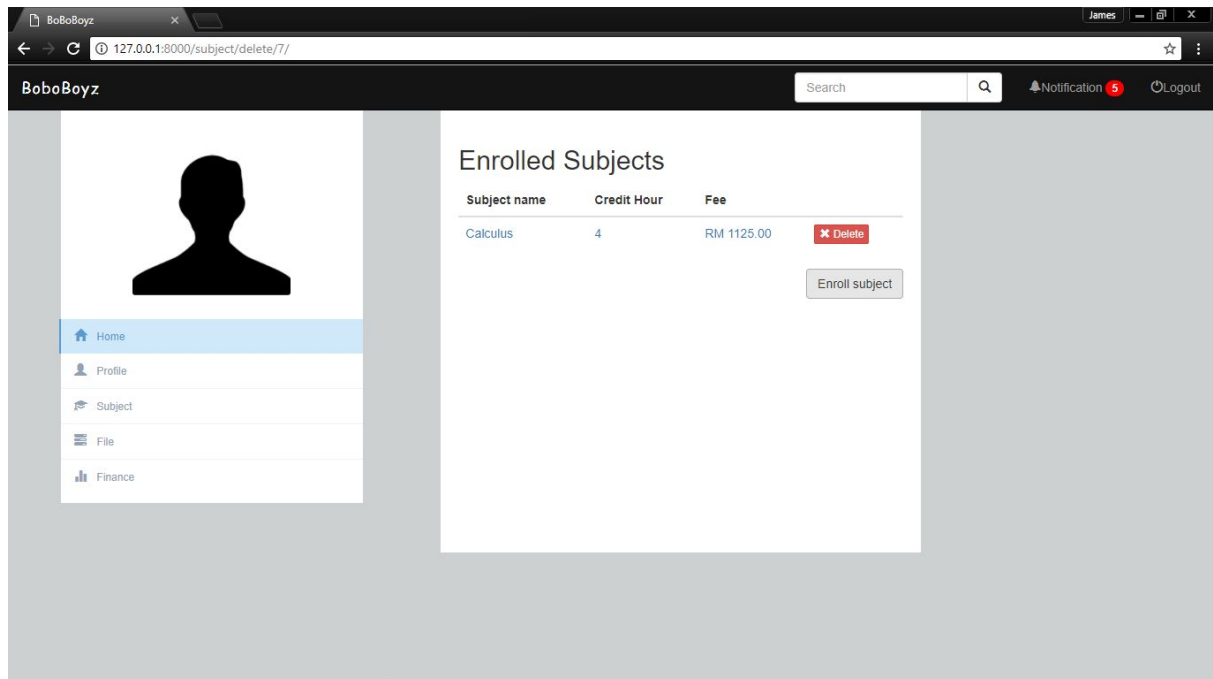 BoBoBoyz
James
127.0.0.1:8000/subject/delete/7/
BoboBoyz
Search
Notification 5
Logout
Enrolled Subjects
Subject name Credit Hour Fee
Calculus 4 RM 1125.00 Delete
Enroll subject
Home
Profile
Subject
File
Finance